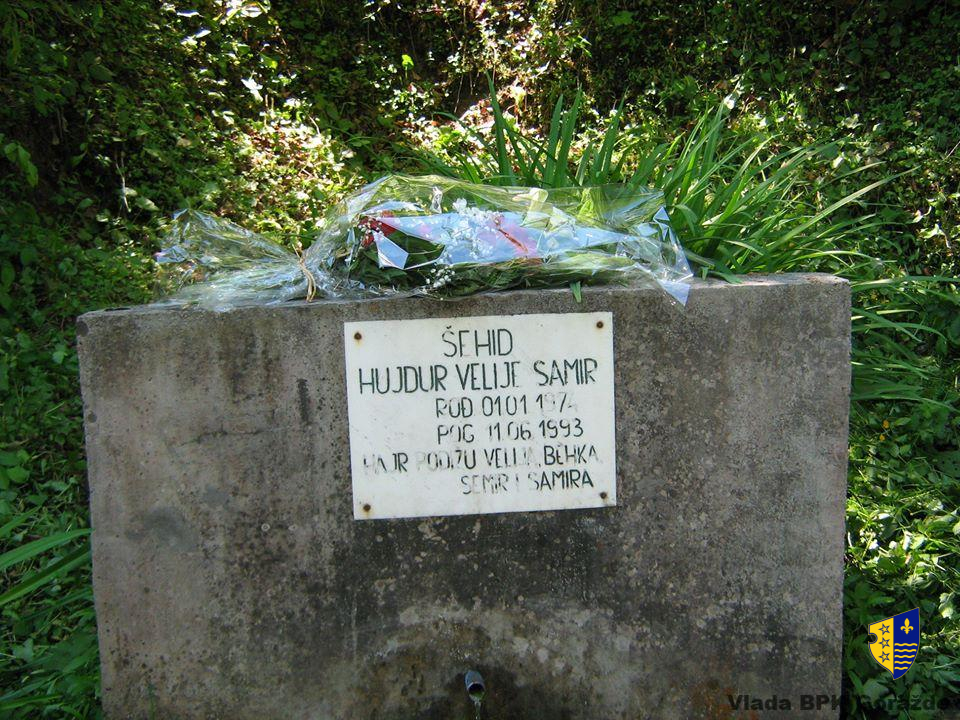 ŠEHID
HUJDUR VELIJE SAMIR
ROĐ 01.01.1974
POG 11.06.1993
HAJR PODIŽU VELIJA, BEHKA,
SEMIR I SAMIRA
Vlada BPK Goražde